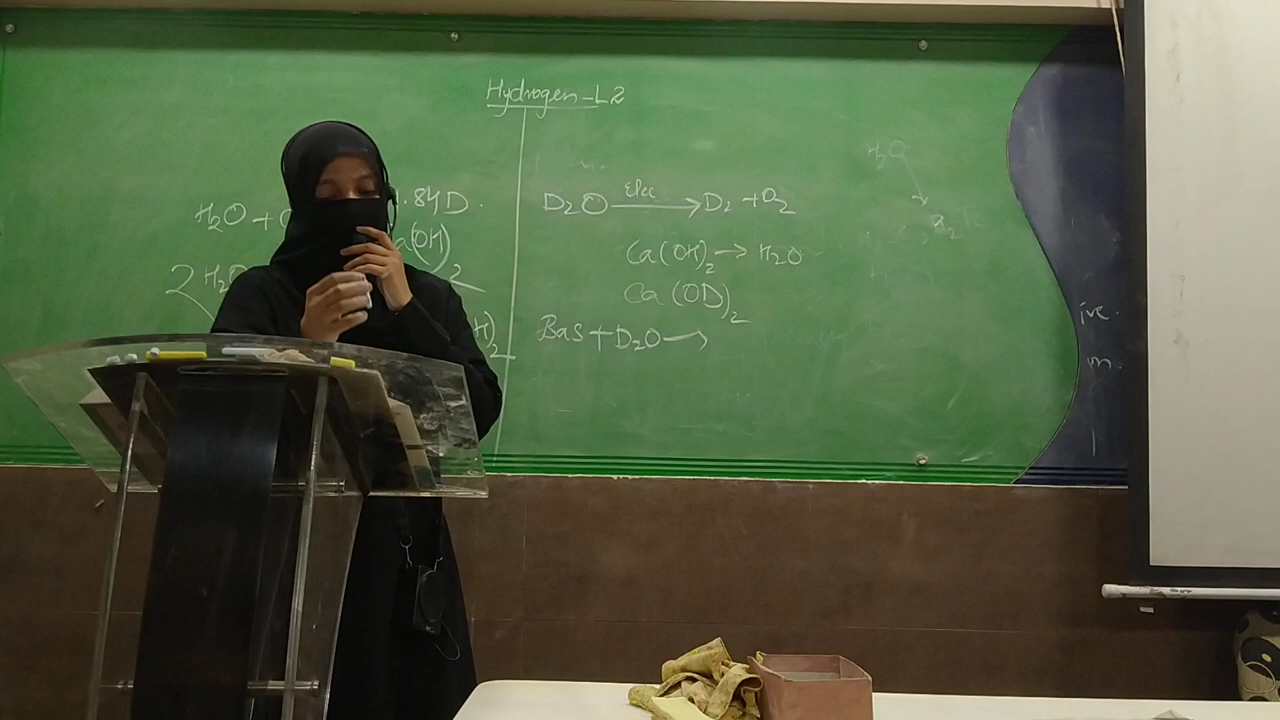 Hydrogen-L2
H₂O +
.84D.
a(OH)₂
2 H₂O
H)₂
D₂O Elec → D₂ + O₂
Ca(OH)₂ → H₂O
Ca(OD)₂
BaS + D₂O →
H₂O
ive.
m.